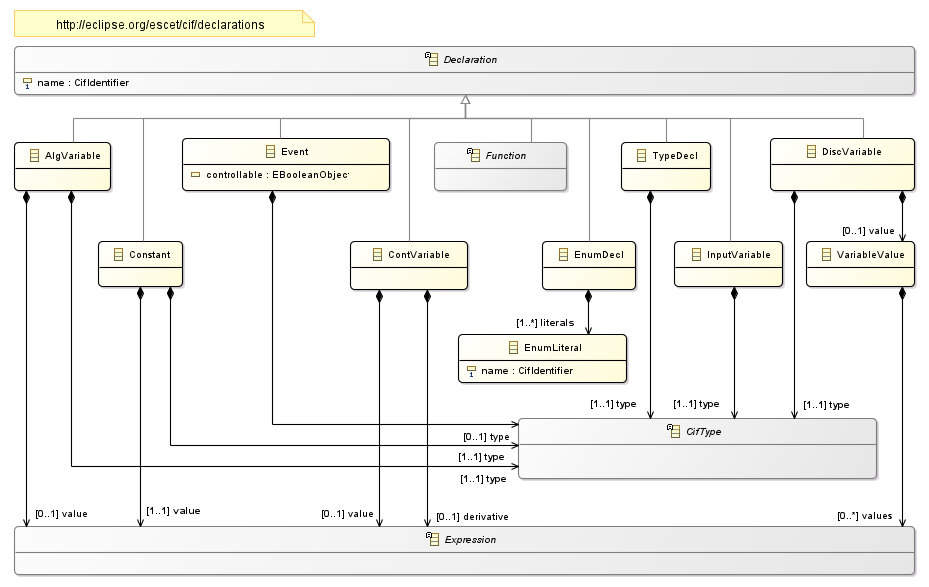 http://eclipse.org/escet/cif/declarations
Declaration
name : CifIdentifier
AlgVariable
Event
controllable : EBooleanObject
Function
TypeDecl
DiscVariable
[0..1] value
Constant
ContVariable
EnumDecl
InputVariable
VariableValue
[1..*] literals
EnumLiteral
name : CifIdentifier
[1..1] type
[1..1] type
[1..1] type
CifType
[0..1] type
[1..1] type
[1..1] type
[0..1] value
[1..1] value
[0..1] value
[0..1] derivative
[0..*] values
Expression